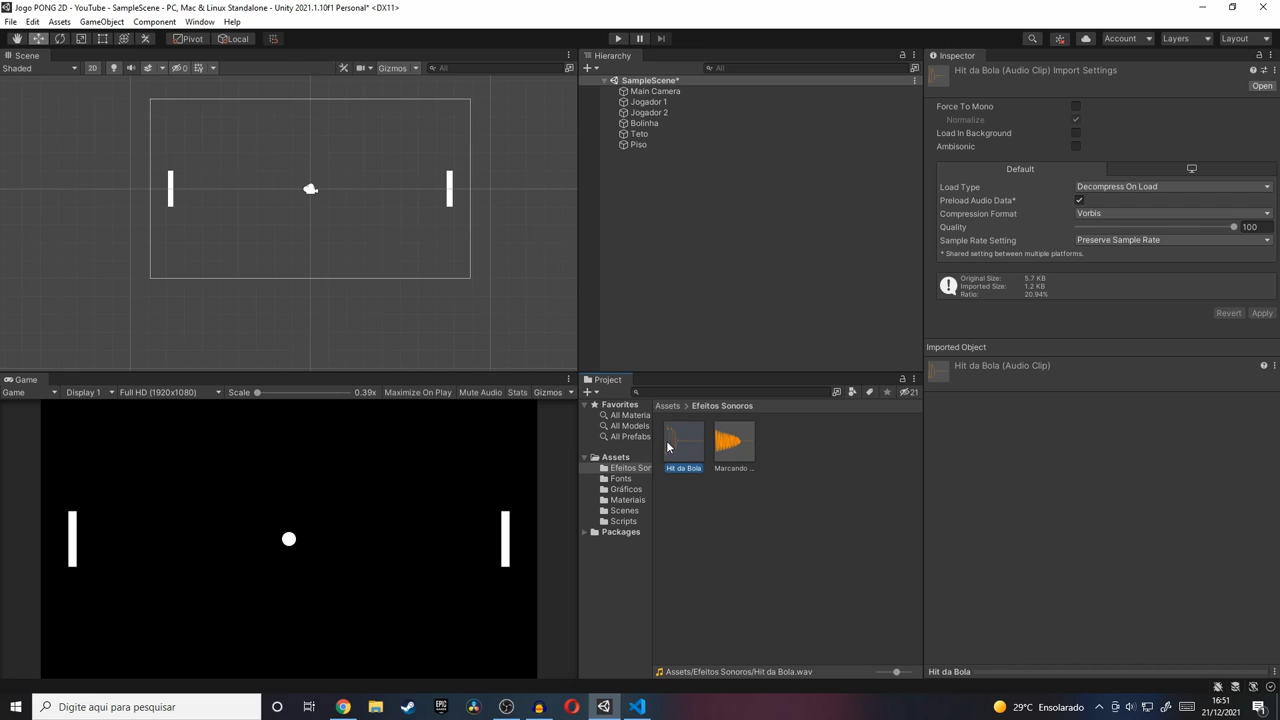 Jogo PONG 2D - YouTube - SampleScene - PC, Mac & Linux Standalone - Unity 2021.1.10f1 Personal* <DX11>
File Edit Assets GameObject Component Window Help
Pivot Local Account Layers Layout
Scene
Shaded 2D 0 Gizmos All
Hierarchy
All
SampleScene*
Main Camera
Jogador 1
Jogador 2
Bolinha
Teto
Piso
Inspector
Hit da Bola (Audio Clip) Import Settings
Open
Force To Mono
Normalize
Load In Background
Ambisonic
Default
Load Type Decompress On Load
Preload Audio Data*
Compression Format Vorbis
Quality 100
Sample Rate Setting Preserve Sample Rate
* Shared setting between multiple platforms.
Original Size: 5.7 KB
Imported Size: 1.2 KB
Ratio: 20.94%
Revert Apply
Imported Object
Hit da Bola (Audio Clip)
Hit da Bola
Game
Game Display 1 Full HD (1920x1080) Scale 0.39x Maximize On Play Mute Audio Stats Gizmos
Project
21
Favorites
All Materia
All Models
All Prefabs
Assets
Efeitos Sor
Fonts
Gráficos
Materiais
Scenes
Scripts
Packages
Assets > Efeitos Sonoros
Hit da Bola Marcando ...
Assets/Efeitos Sonoros/Hit da Bola.wav
Digite aqui para pesquisar
EPIC GAMES
29°C Ensolarado
16:51
21/12/2021